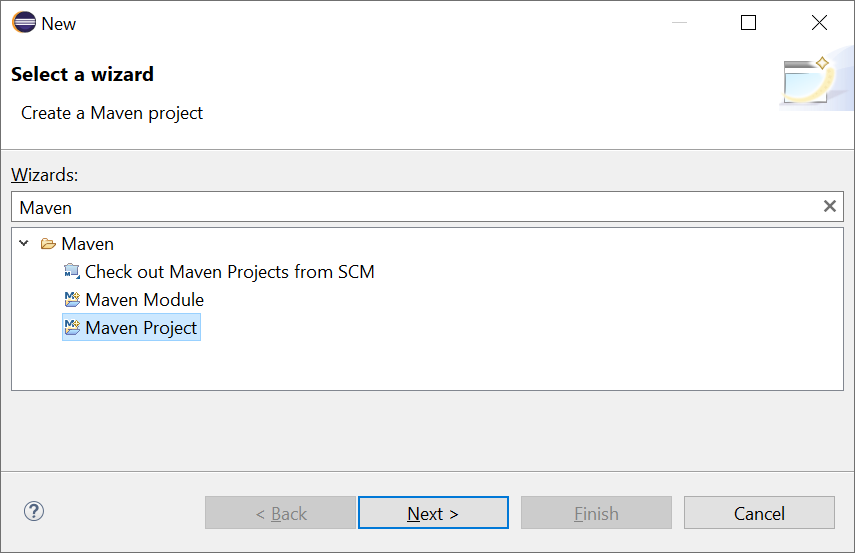 New
Select a wizard
Create a Maven project
Wizards:
Maven
Maven
Check out Maven Projects from SCM
Maven Module
Maven Project
< Back Next > Finish Cancel